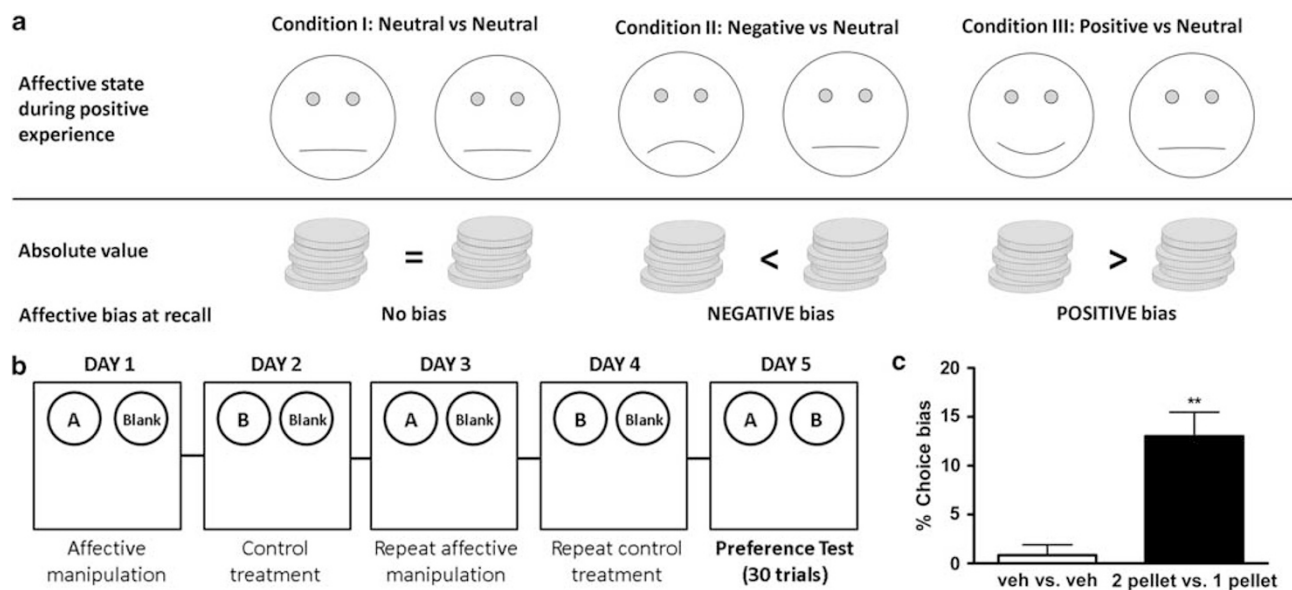 a
Condition I: Neutral vs Neutral
Condition II: Negative vs Neutral
Condition III: Positive vs Neutral
Affective state
during positive
experience
Absolute value
=
<
>
Affective bias at recall
No bias
NEGATIVE bias
POSITIVE bias
b
DAY 1
DAY 2
DAY 3
DAY 4
DAY 5
A
Blank
B
Blank
A
Blank
B
Blank
A
B
Affective
manipulation
Control
treatment
Repeat affective
manipulation
Repeat control
treatment
Preference Test
(30 trials)
c
% Choice bias
20
15
10
5
0
**
veh vs. veh
2 pellet vs. 1 pellet